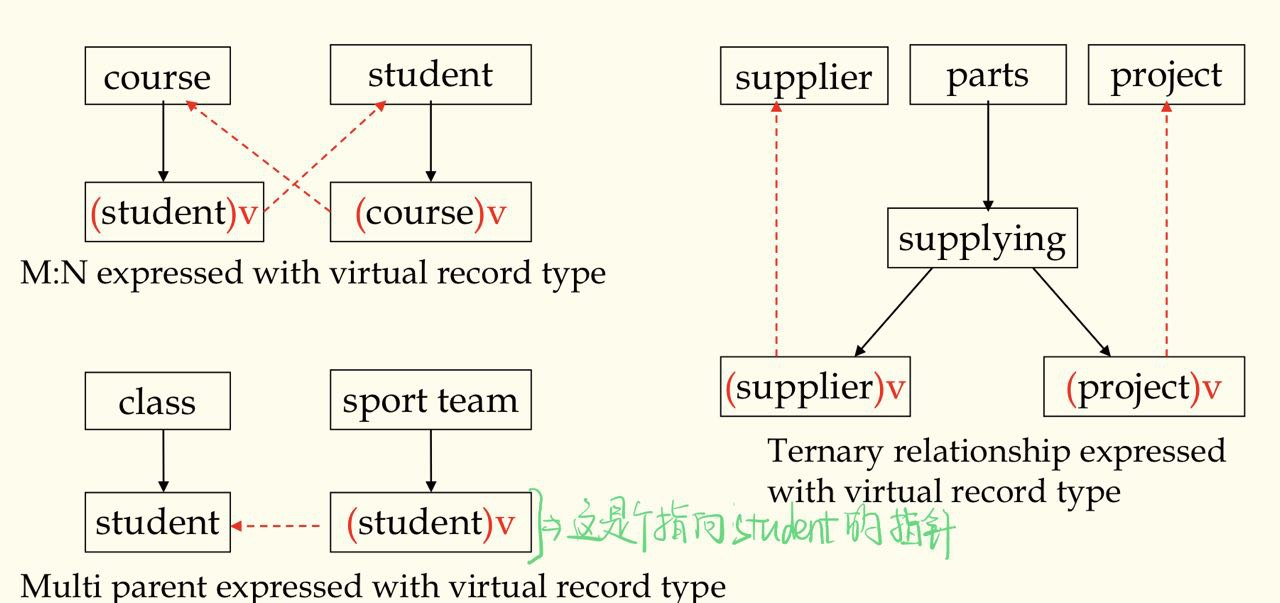 course
student
(student)v
(course)v
M:N expressed with virtual record type
class
sport team
student
(student)v
}→这是个指向student的指针
Multi parent expressed with virtual record type
supplier
parts
project
supplying
(supplier)v
(project)v
Ternary relationship expressed
with virtual record type